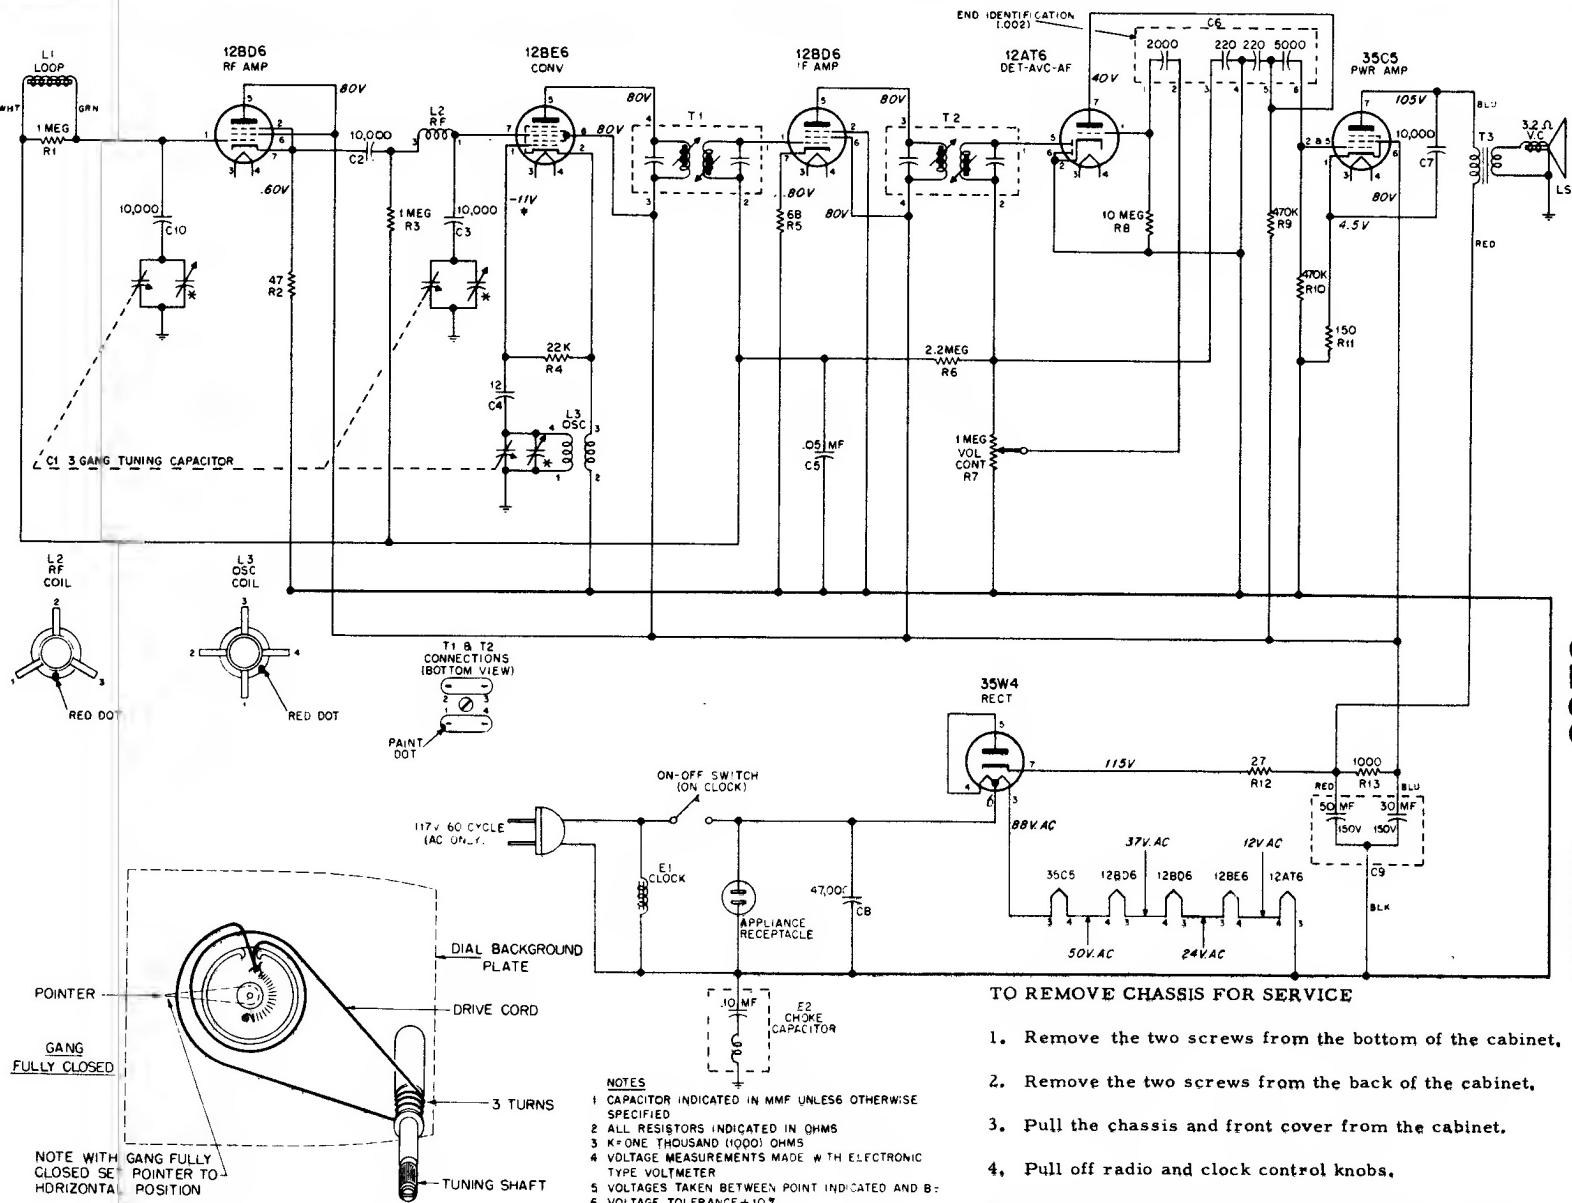 END IDENTIFICATION
(.002)
C6
L1
LOOP
12BD6
RF AMP
12BE6
CONV
12BD6
IF AMP
12AT6
DET-AVC-AF
2000
220
220
5000
35C5
PWR AMP
WHT
GRN
1 MEG
R1
80V
10,000
C2
L2
RF
80V
80V
T1
80V
T2
40V
105V
10,000
C7
BLU
T3
3.2 Ω
V.C
LS
.60V
10,000
C10
1 MEG
R3
10,000
C3
-11V
*
68
R5
.80V
80V
10 MEG
R8
470K
R9
4.5V
80V
RED
47
R2
470K
R10
150
R11
22K
R4
2.2MEG
R6
12
C4
L3
OSC
.05 MF
C5
1 MEG
VOL
CONT
R7
C1 3 GANG TUNING CAPACITOR
L2
RF
COIL
L3
OSC
COIL
RED DOT
RED DOT
T1 & T2
CONNECTIONS
(BOTTOM VIEW)
PAINT
DOT
35W4
RECT
115V
27
R12
1000
R13
RED
BLU
50 MF
150V
30 MF
150V
C9
BLK
ON-OFF SWITCH
(ON CLOCK)
117V 60 CYCLE
(AC ONLY)
E1
CLOCK
APPLIANCE
RECEPTACLE
47,000
C8
88V.AC
37V.AC
12V.AC
35C5
12BD6
12BD6
12BE6
12AT6
50V.AC
24V.AC
.10 MF
E2
CHOKE
CAPACITOR
DIAL BACKGROUND
PLATE
POINTER
DRIVE CORD
GANG
FULLY CLOSED
3 TURNS
NOTE WITH GANG FULLY
CLOSED SET POINTER TO
HORIZONTAL POSITION
TUNING SHAFT
NOTES
1 CAPACITOR INDICATED IN MMF UNLESS OTHERWISE
SPECIFIED
2 ALL RESISTORS INDICATED IN OHMS
3 K=ONE THOUSAND (1000) OHMS
4 VOLTAGE MEASUREMENTS MADE WITH ELECTRONIC
TYPE VOLTMETER
5 VOLTAGES TAKEN BETWEEN POINT INDICATED AND B-
6 VOLTAGE TOLERANCE ±10%
TO REMOVE CHASSIS FOR SERVICE
1. Remove the two screws from the bottom of the cabinet.
2. Remove the two screws from the back of the cabinet.
3. Pull the chassis and front cover from the cabinet.
4. Pull off radio and clock control knobs.